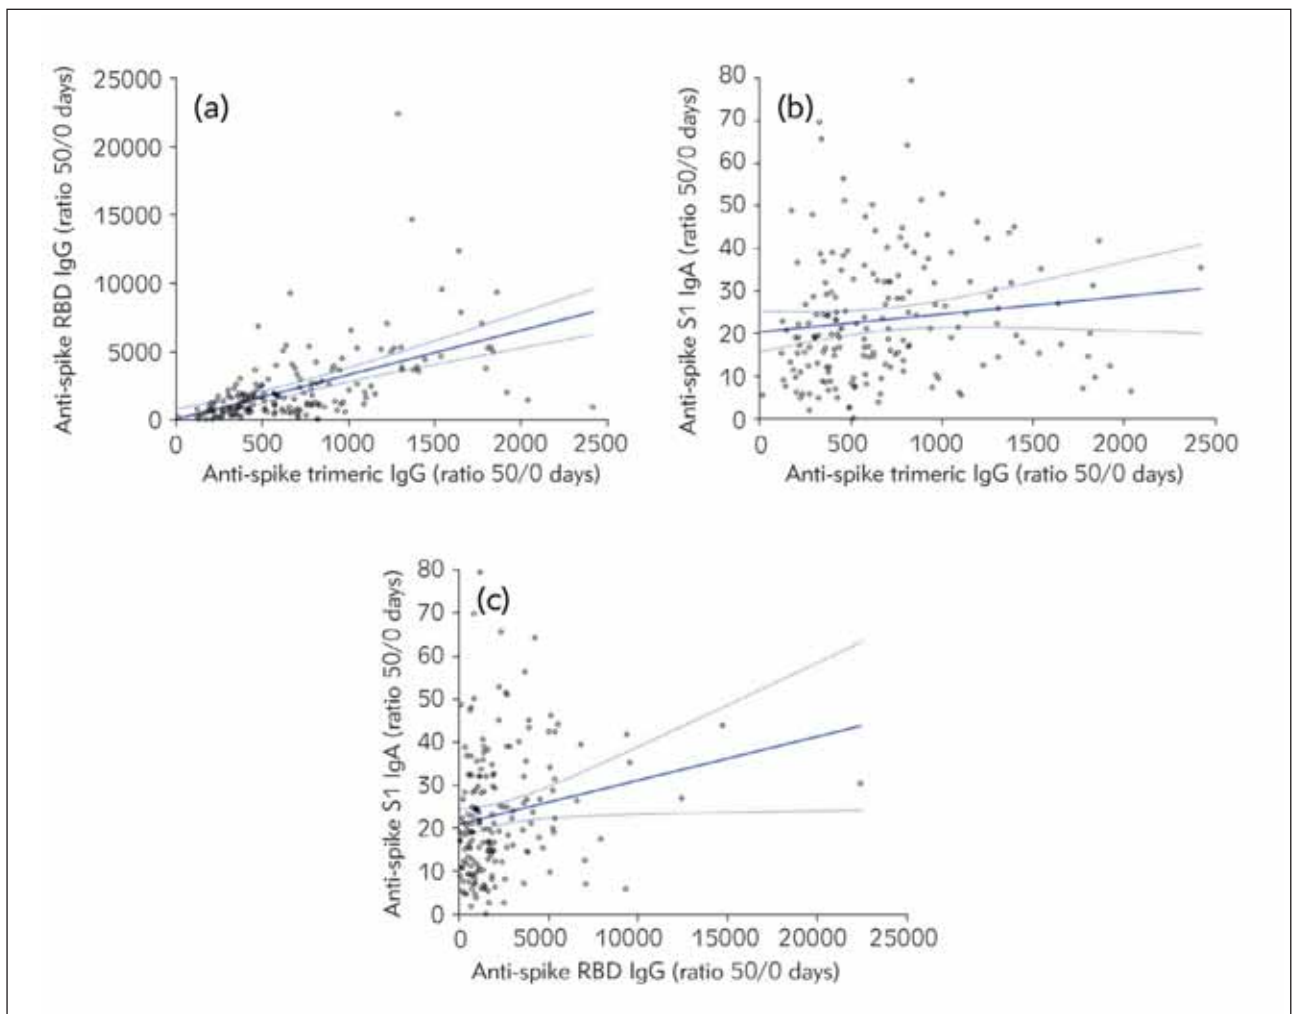 (a)
Anti-spike RBD IgG (ratio 50/0 days)
25000
20000
15000
10000
5000
0
0 500 1000 1500 2000 2500
Anti-spike trimeric IgG (ratio 50/0 days)
(b)
Anti-spike S1 IgA (ratio 50/0 days)
80
70
60
50
40
30
20
10
0
0 500 1000 1500 2000 2500
Anti-spike trimeric IgG (ratio 50/0 days)
(c)
Anti-spike S1 IgA (ratio 50/0 days)
80
70
60
50
40
30
20
10
0
0 5000 10000 15000 20000 25000
Anti-spike RBD IgG (ratio 50/0 days)